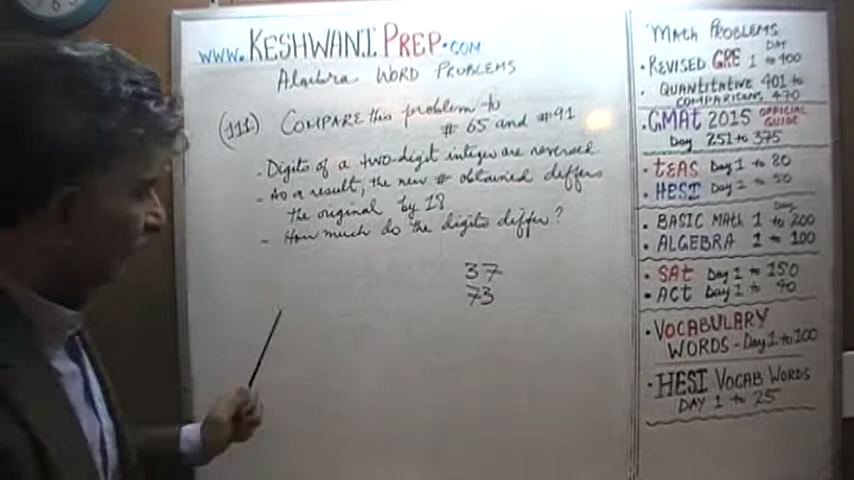 www.KESHWANIPREP.COM
Algebra WORD PROBLEMS
(111.) COMPARE this problem to
# 65 and #91
- Digits of a two-digit integer are reversed
- As a result, the new # obtained differs
the original by 18
- How much do the digits differ?
37
73
MATH PROBLEMS
DAY
• REVISED GRE 1 to 400
• QUANTITATIVE 401 to
COMPARISONS, 470
• GMAT 2015 OFFICIAL GUIDE
Day 251 to 375
• TEAS Day 1 to 20
• HESI Day 1 to 50
Day
• BASIC MATH 1 to 200
• ALGEBRA 1 to 100
• SAT Day 1 to 150
• ACT Day 1 to 40
• VOCABULARY
WORDS - Day 1 to 100
• HESI VOCAB WORDS
DAY 1 to 25